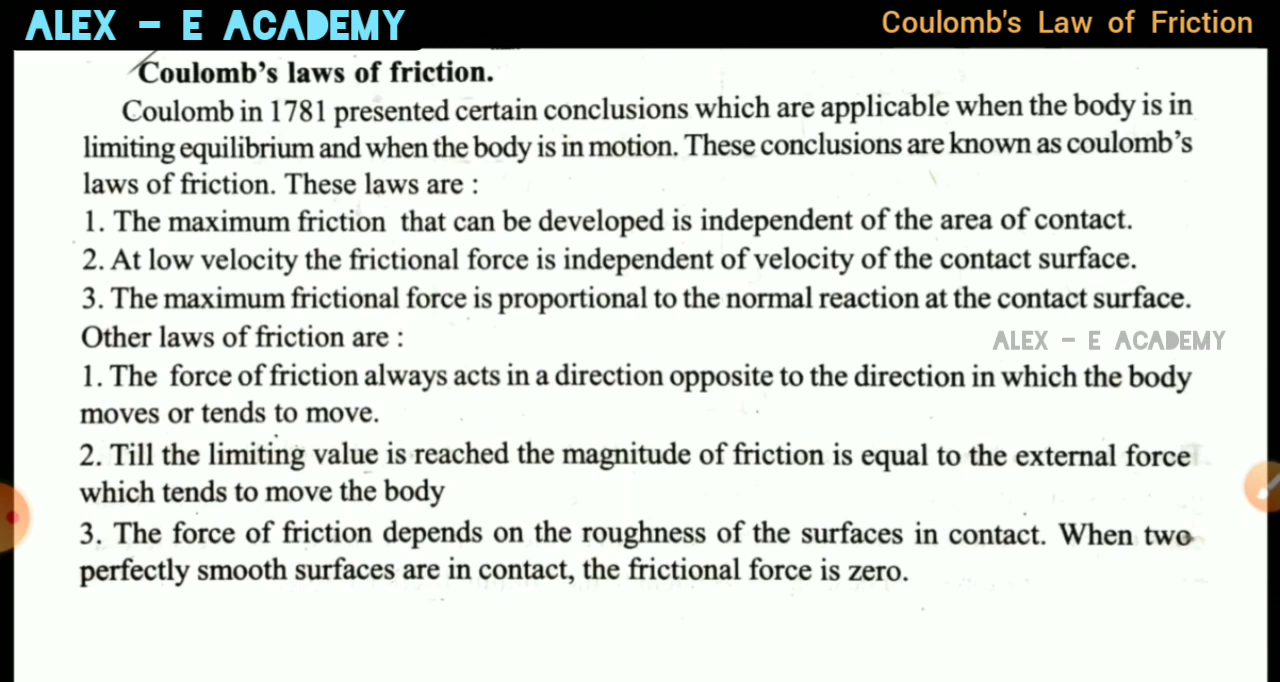 ALEX - E ACADEMY
Coulomb's Law of Friction
Coulomb's laws of friction.
Coulomb in 1781 presented certain conclusions which are applicable when the body is in
limiting equilibrium and when the body is in motion. These conclusions are known as coulomb's
laws of friction. These laws are :
1. The maximum friction that can be developed is independent of the area of contact.
2. At low velocity the frictional force is independent of velocity of the contact surface.
3. The maximum frictional force is proportional to the normal reaction at the contact surface.
Other laws of friction are :
ALEX - E ACADEMY
1. The force of friction always acts in a direction opposite to the direction in which the body
moves or tends to move.
2. Till the limiting value is reached the magnitude of friction is equal to the external force
which tends to move the body
3. The force of friction depends on the roughness of the surfaces in contact. When two
perfectly smooth surfaces are in contact, the frictional force is zero.